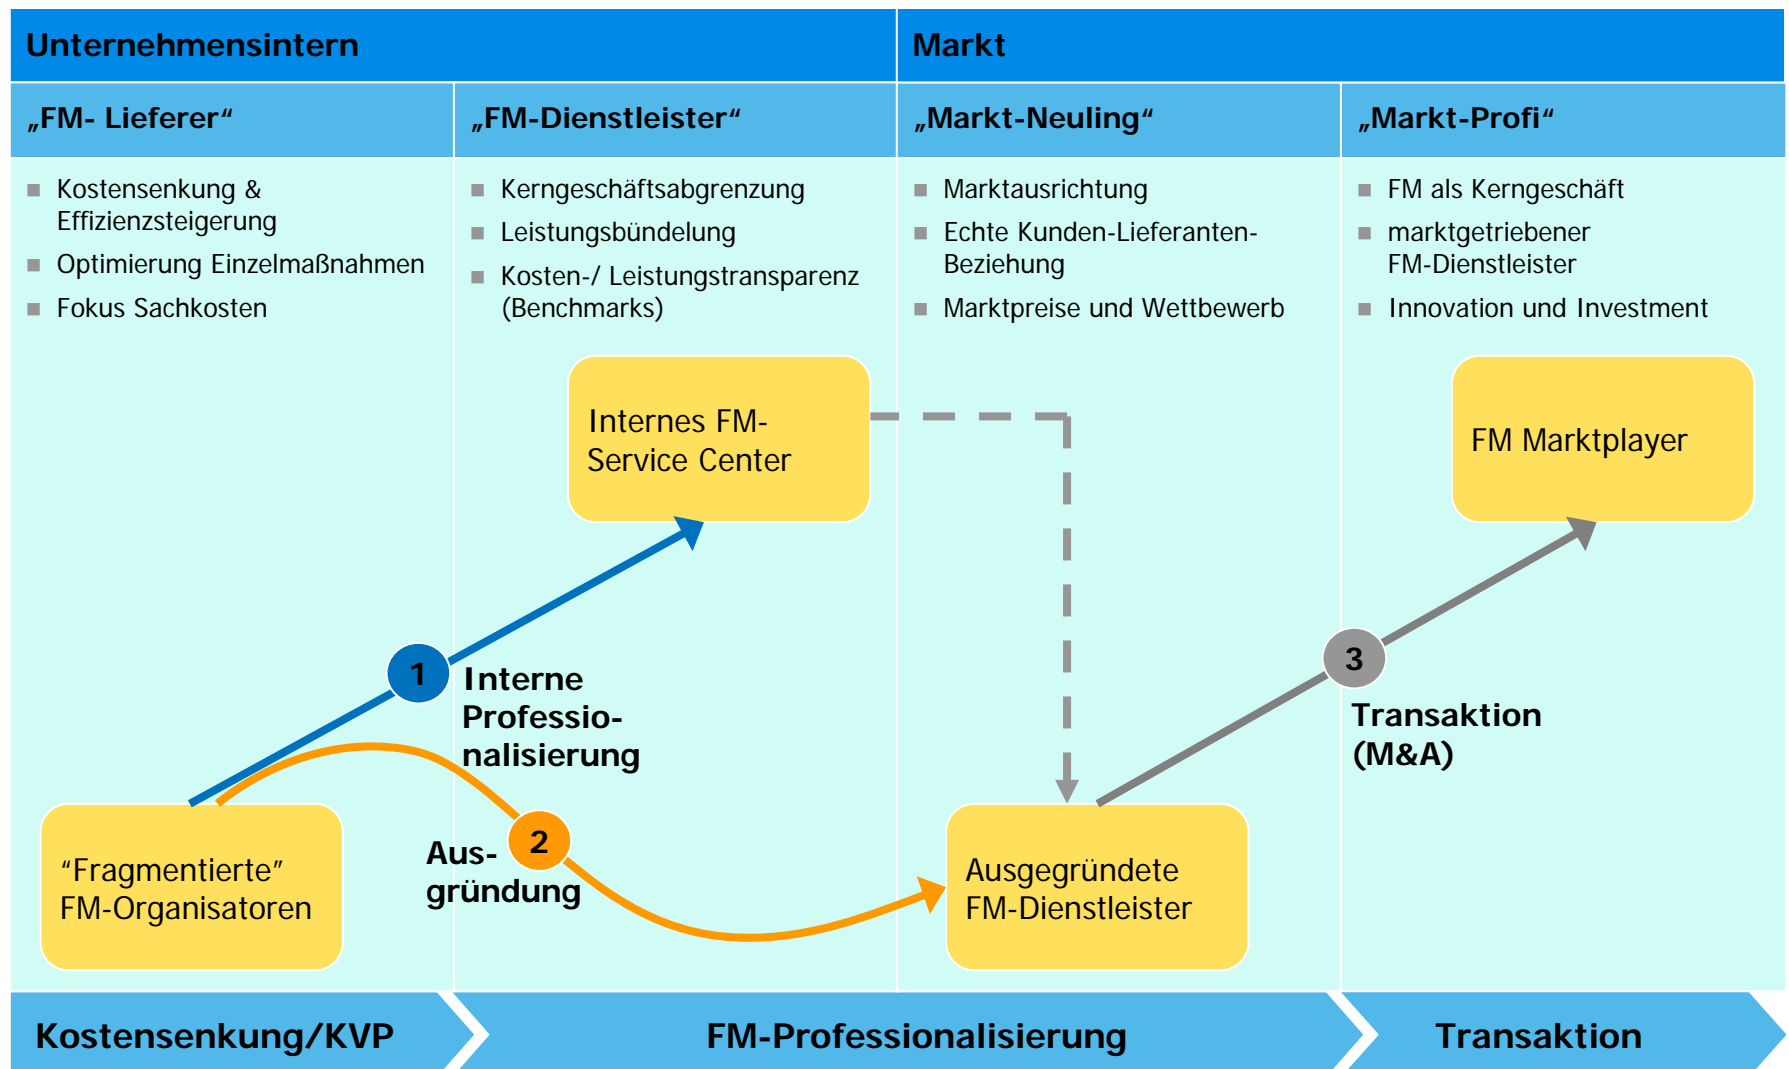 Unternehmensintern
Markt
„FM- Lieferer“
„FM-Dienstleister“
„Markt-Neuling“
„Markt-Profi“
Kostensenkung &
Effizienzsteigerung
Optimierung Einzelmaßnahmen
Fokus Sachkosten
Kerngeschäftsabgrenzung
Leistungsbündelung
Kosten-/ Leistungstransparenz
(Benchmarks)
Marktausrichtung
Echte Kunden-Lieferanten-
Beziehung
Marktpreise und Wettbewerb
FM als Kerngeschäft
marktgetriebener
FM-Dienstleister
Innovation und Investment
Internes FM-
Service Center
FM Marktplayer
1
Interne
Professio-
nalisierung
3
Transaktion
(M&A)
2
Aus-
gründung
“Fragmentierte”
FM-Organisatoren
Ausgegründete
FM-Dienstleister
Kostensenkung/KVP
FM-Professionalisierung
Transaktion